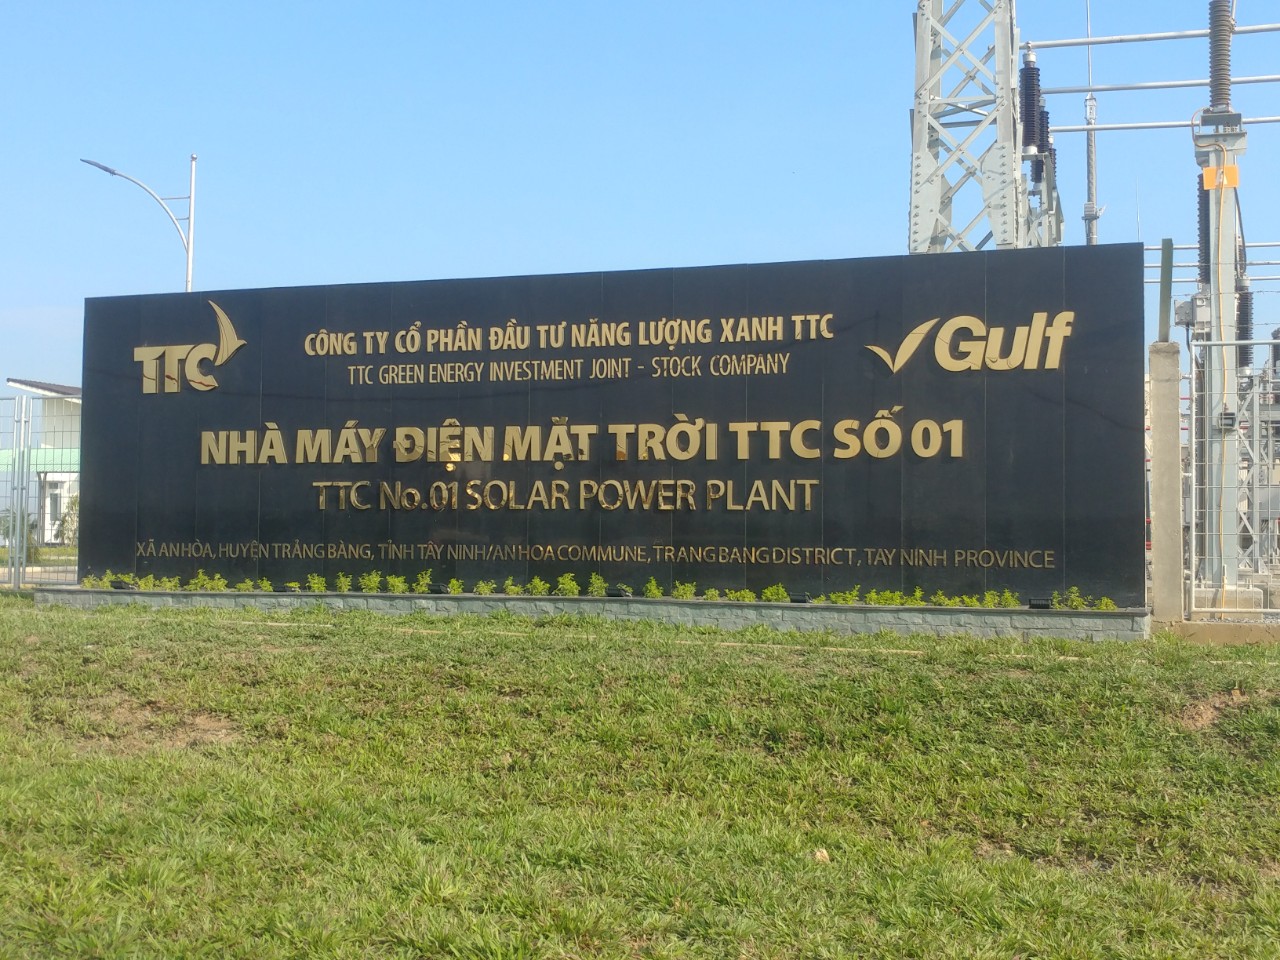 TTC
CÔNG TY CỔ PHẦN ĐẦU TƯ NĂNG LƯỢNG XANH TTC
TTC GREEN ENERGY INVESTMENT JOINT - STOCK COMPANY
Gulf
NHÀ MÁY ĐIỆN MẶT TRỜI TTC SỐ 01
TTC No.01 SOLAR POWER PLANT
XÃ AN HÒA, HUYỆN TRẢNG BÀNG, TỈNH TÂY NINH/AN HOA COMMUNE, TRANG BANG DISTRICT, TAY NINH PROVINCE